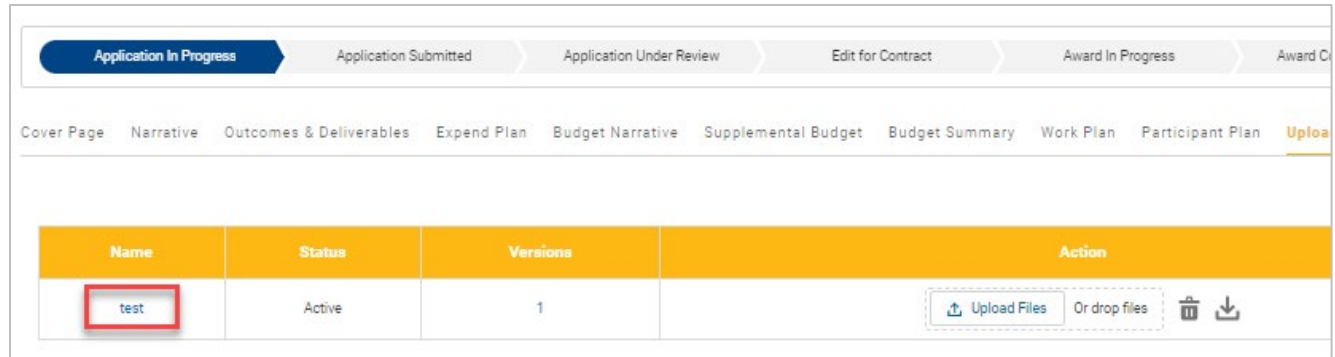 Application In Progress Application Submitted Application Under Review Edit for Contract Award In Progress Award
Cover Page Narrative Outcomes & Deliverables Expend Plan Budget Narrative Supplemental Budget Budget Summary Work Plan Participant Plan
Name Status Versions Action
test Active 1 Upload Files Or drop files